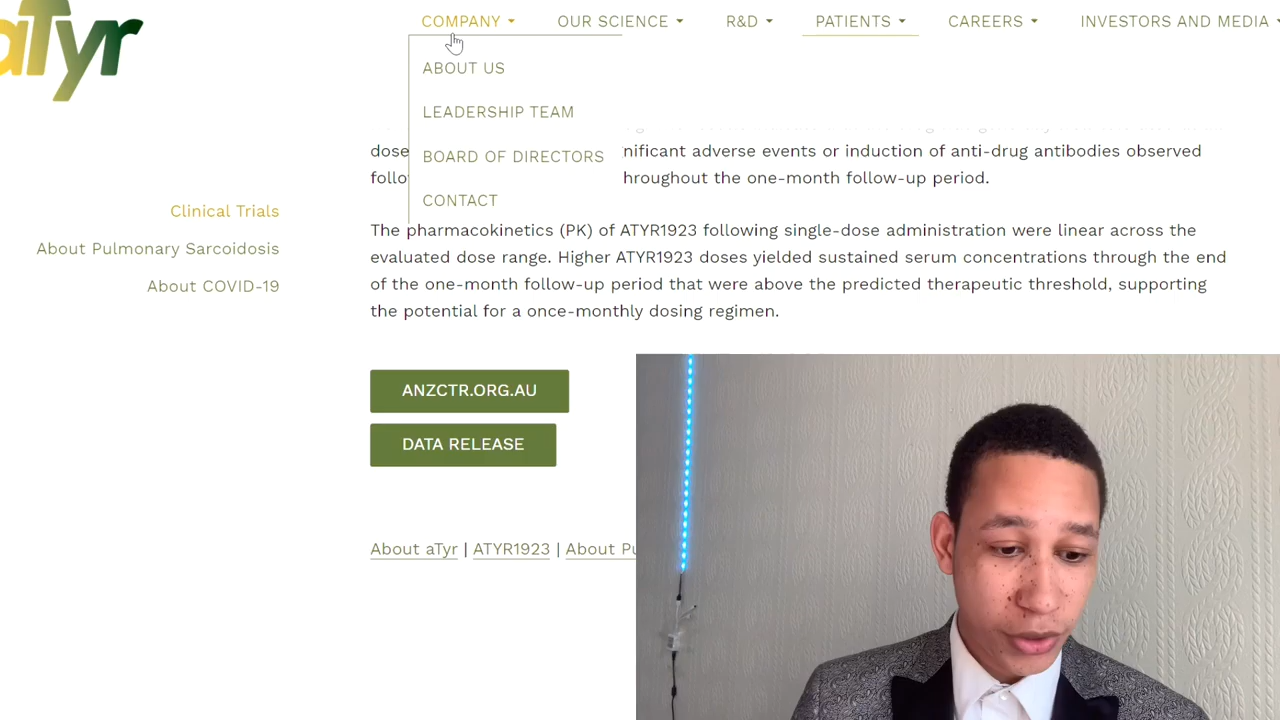 aTyr
COMPANY
OUR SCIENCE
R&D
PATIENTS
CAREERS
INVESTORS AND MEDIA
ABOUT US
LEADERSHIP TEAM
BOARD OF DIRECTORS
CONTACT
Clinical Trials
About Pulmonary Sarcoidosis
About COVID-19
dose nificant adverse events or induction of anti-drug antibodies observed
follo hroughout the one-month follow-up period.
The pharmacokinetics (PK) of ATYR1923 following single-dose administration were linear across the
evaluated dose range. Higher ATYR1923 doses yielded sustained serum concentrations through the end
of the one-month follow-up period that were above the predicted therapeutic threshold, supporting
the potential for a once-monthly dosing regimen.
ANZCTR.ORG.AU
DATA RELEASE
About aTyr | ATYR1923 | About Pu